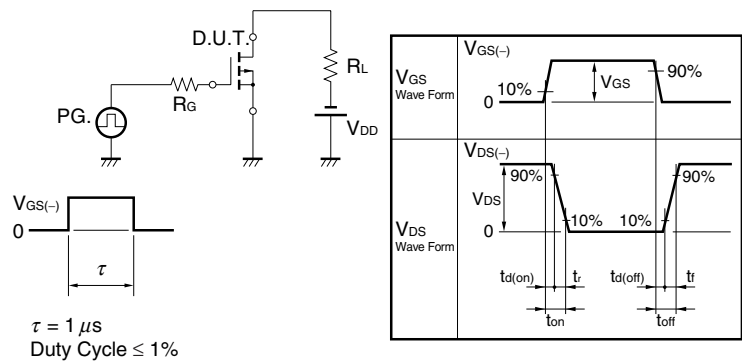 D.U.T.
RL
RG
PG.
VDD
VGS(−)
0
τ
τ = 1 μs
Duty Cycle ≤ 1%
VGS
Wave Form
VGS(−)
10%
VGS
90%
0
VDS
Wave Form
VDS(−)
90%
90%
VDS
10%
10%
0
td(on)
tr
td(off)
tf
ton
toff